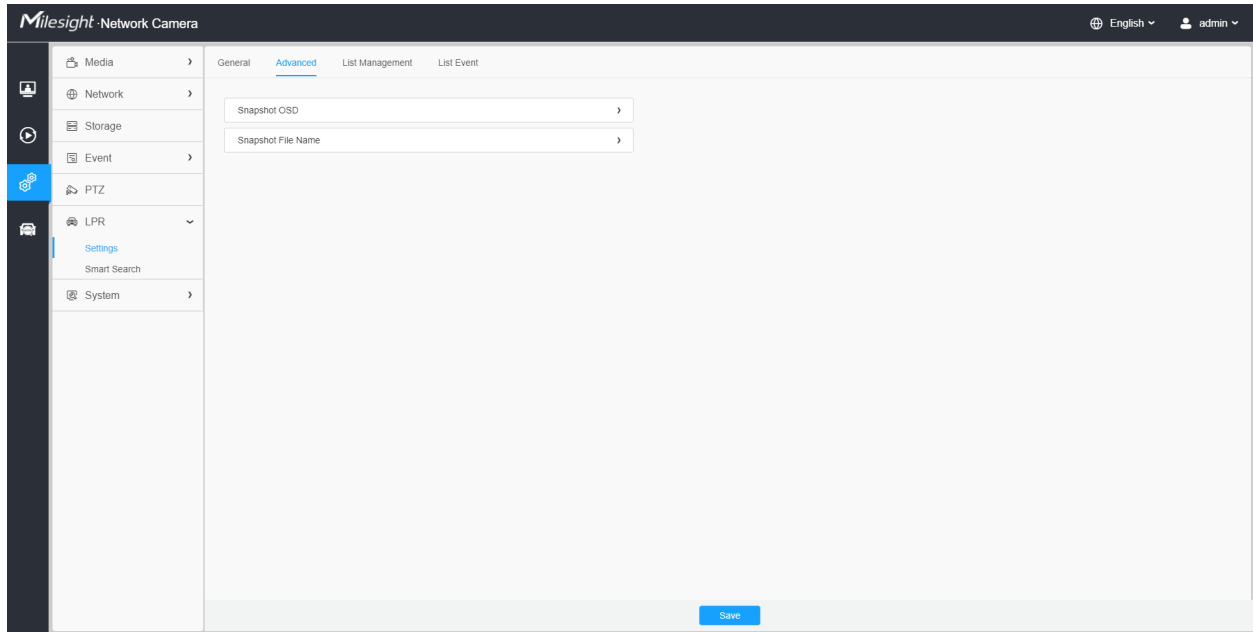 Milesight·Network Camera
English
admin
Media
Network
Storage
Event
PTZ
LPR
Settings
Smart Search
System
General Advanced List Management List Event
Snapshot OSD
Snapshot File Name
Save